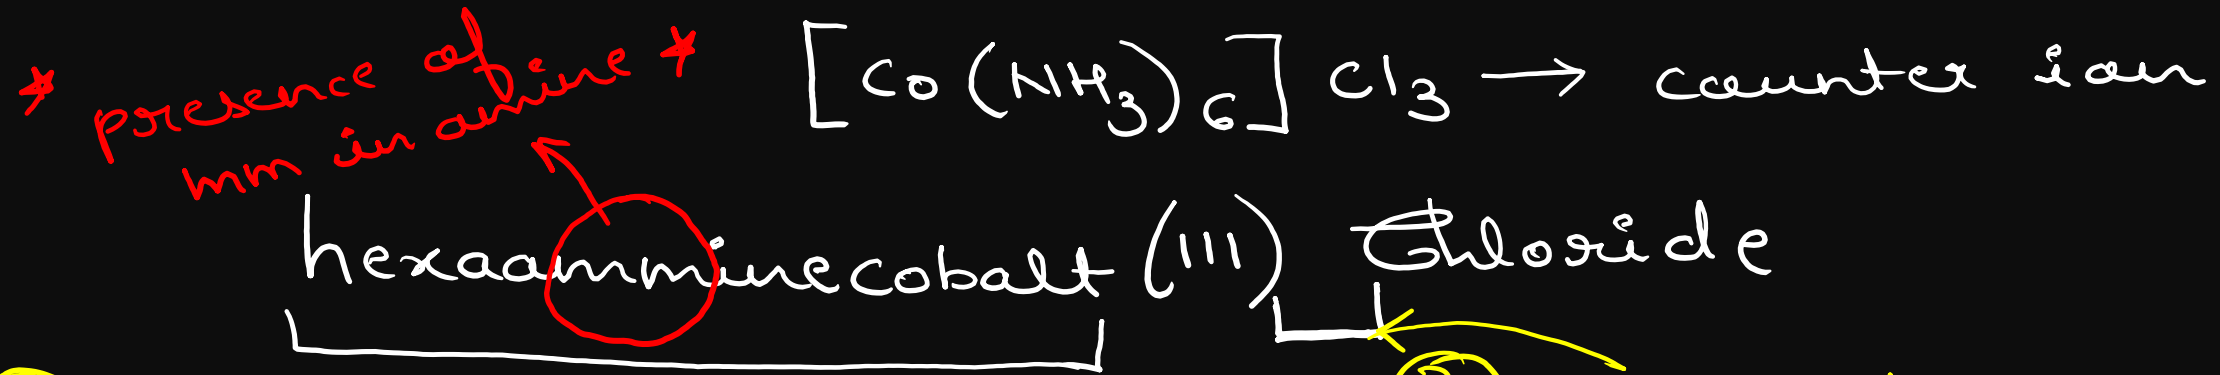 * presence of
mm in amine *
[Co(NH3)6]Cl3 → counter ion
hexaamminecobalt (III) Chloride